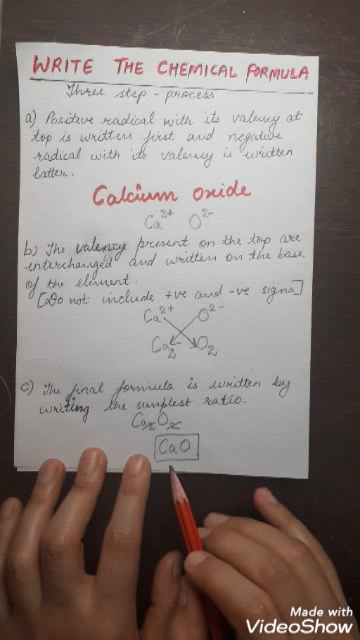 WRITE THE CHEMICAL FORMULA
Three step - process
a) Positive radical with its valency at
top is written first and negative
radical with its valency is written
latter..
Calcium oxide
Ca²⁺ O²⁻
b) The valency present on the top are
interchanged and written on the base
of the element.
[Do not include +ve and -ve signs]
Ca²⁺ O²⁻
Ca₂ O₂
c) The final formula is written by
writing the simplest ratio.
Ca₂O₂
CaO
Made with
VideoShow